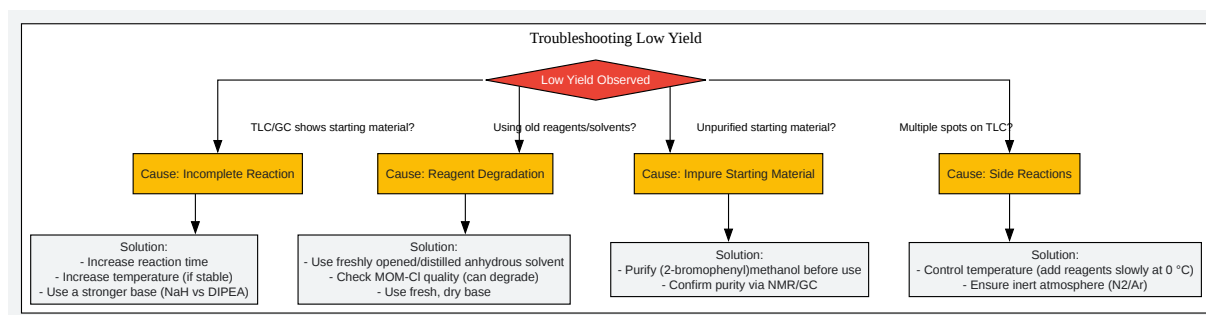 Troubleshooting Low Yield
Low Yield Observed
TLC/GC shows starting material?
Using old reagents/solvents?
Unpurified starting material?
Multiple spots on TLC?
Cause: Incomplete Reaction
Cause: Reagent Degradation
Cause: Impure Starting Material
Cause: Side Reactions
Solution:
- Increase reaction time
- Increase temperature (if stable)
- Use a stronger base (NaH vs DIPEA)
Solution:
- Use freshly opened/distilled anhydrous solvent
- Check MOM-Cl quality (can degrade)
- Use fresh, dry base
Solution:
- Purify (2-bromophenyl)methanol before use
- Confirm purity via NMR/GC
Solution:
- Control temperature (add reagents slowly at 0 °C)
- Ensure inert atmosphere (N2/Ar)